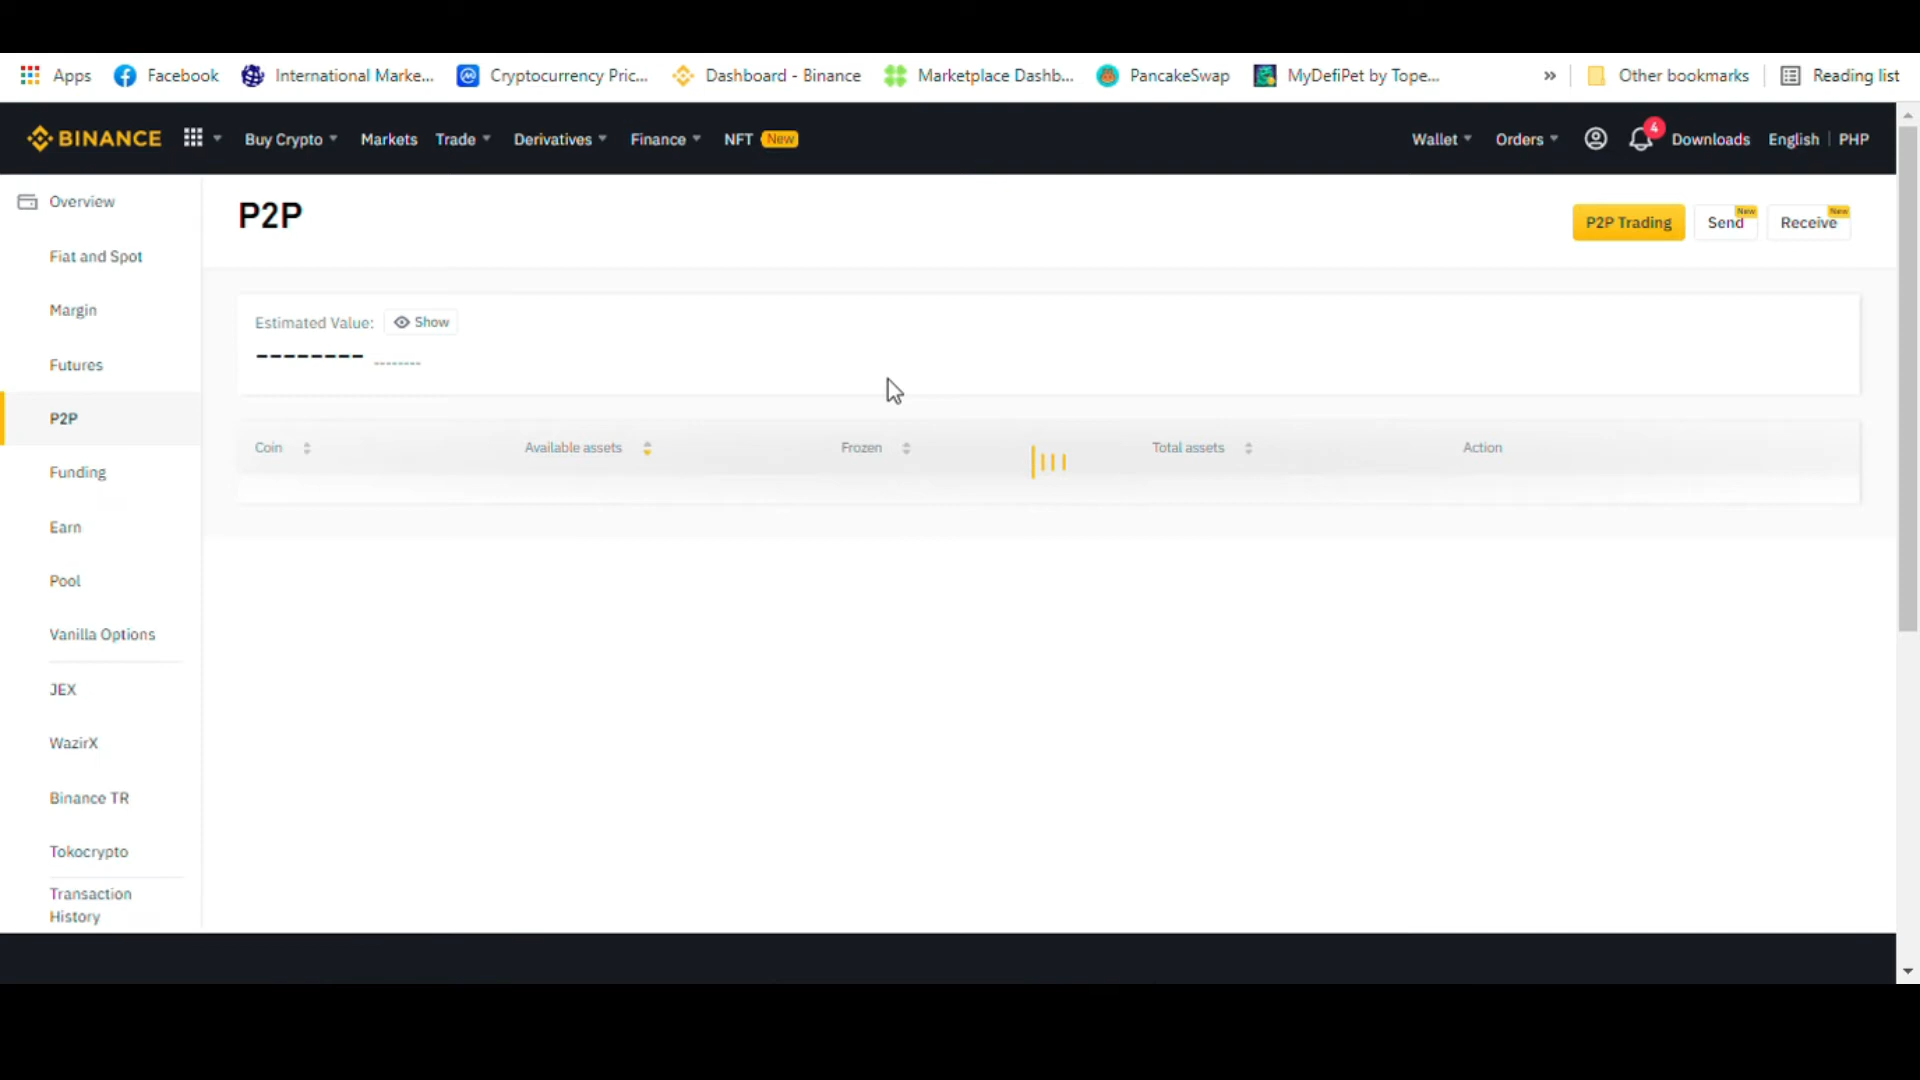 Apps Facebook International Marke... Cryptocurrency Pric... Dashboard - Binance Marketplace Dashb... PancakeSwap MyDefiPet by Tope... » Other bookmarks Reading list
BINANCE Buy Crypto Markets Trade Derivatives Finance NFT New Wallet Orders 4 Downloads English | PHP
Overview
Fiat and Spot
Margin
Futures
P2P
Funding
Earn
Pool
Vanilla Options
JEX
WazirX
Binance TR
Tokocrypto
Transaction
History
P2P
P2P Trading Send New Receive New
Estimated Value: Show
-------- --------
Coin Available assets Frozen Total assets Action